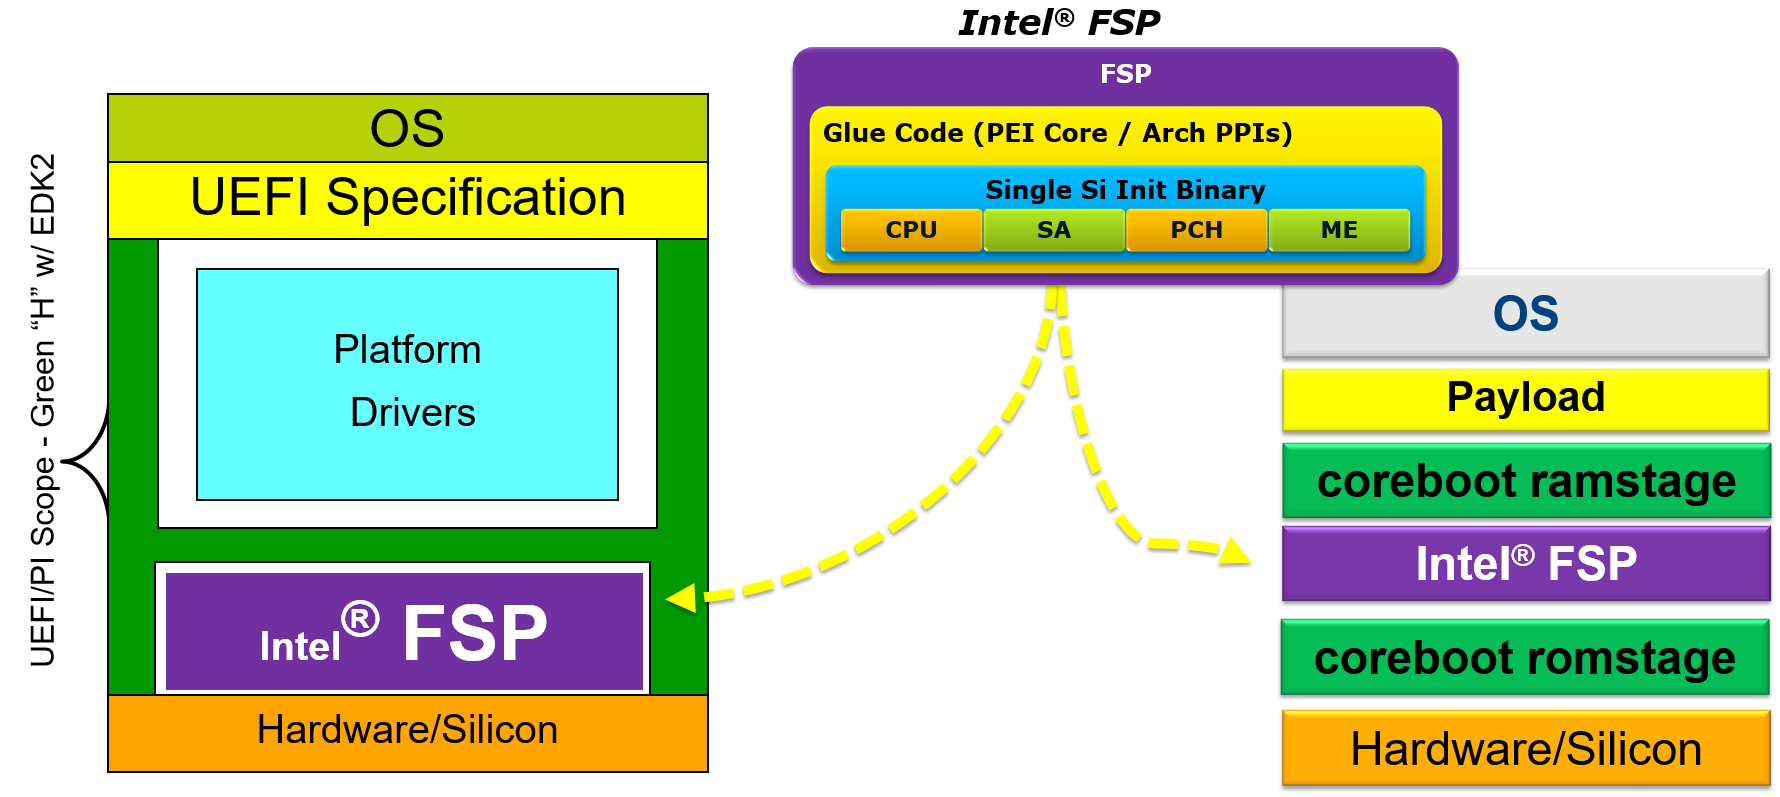 Intel® FSP
FSP
Glue Code (PEI Core / Arch PPIs)
Single Si Init Binary
CPU SA PCH ME
UEFI/PI Scope - Green “H” w/ EDK2
OS
UEFI Specification
Platform
Drivers
Intel® FSP
Hardware/Silicon
OS
Payload
coreboot ramstage
Intel® FSP
coreboot romstage
Hardware/Silicon